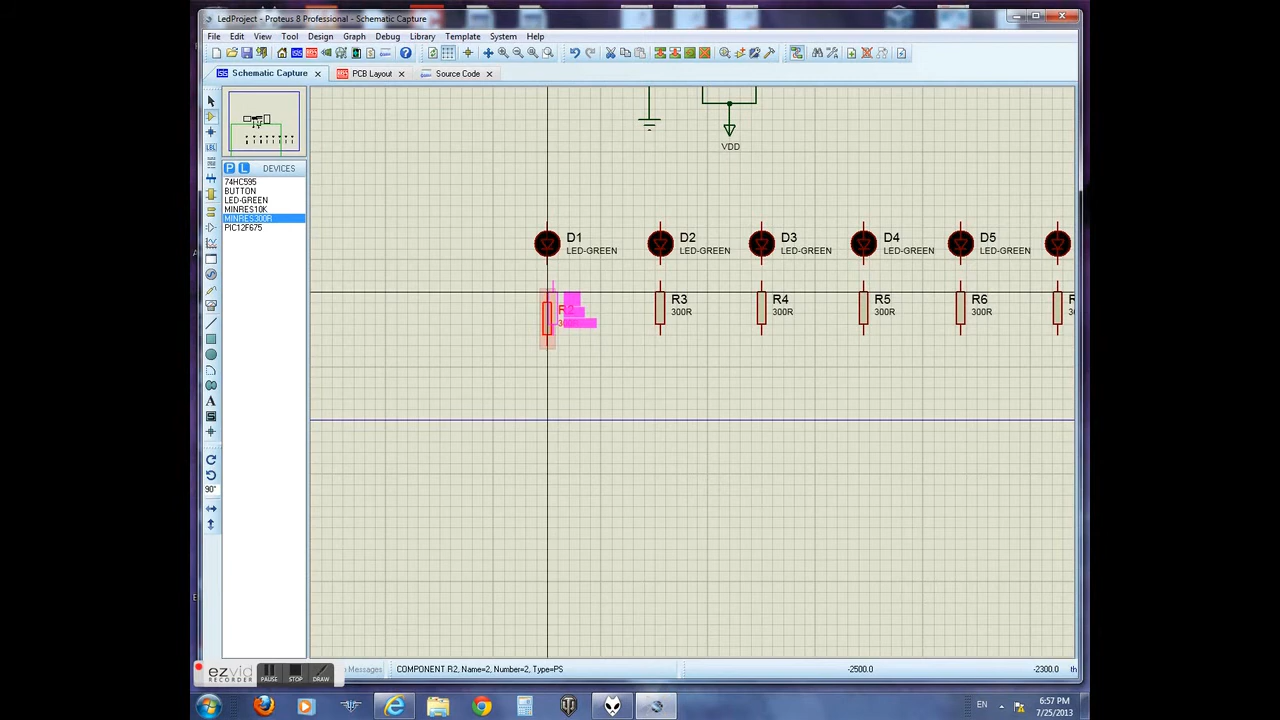 LedProject - Proteus 8 Professional - Schematic Capture
File Edit View Tool Design Graph Debug Library Template System Help
Schematic Capture
PCB Layout
Source Code
P L DEVICES
74HC595
BUTTON
LED-GREEN
MINRES10K
MINRES300R
PIC12F675
LBL
A
90°
VDD
D1
LED-GREEN
D2
LED-GREEN
D3
LED-GREEN
D4
LED-GREEN
D5
LED-GREEN
R3
300R
R4
300R
R5
300R
R6
300R
ezvid
RECORDER
PAUSE STOP DRAW
Messages
COMPONENT R2, Name=2, Number=2, Type=PS
-2500.0 -2300.0 th
EN
6:57 PM
7/25/2013